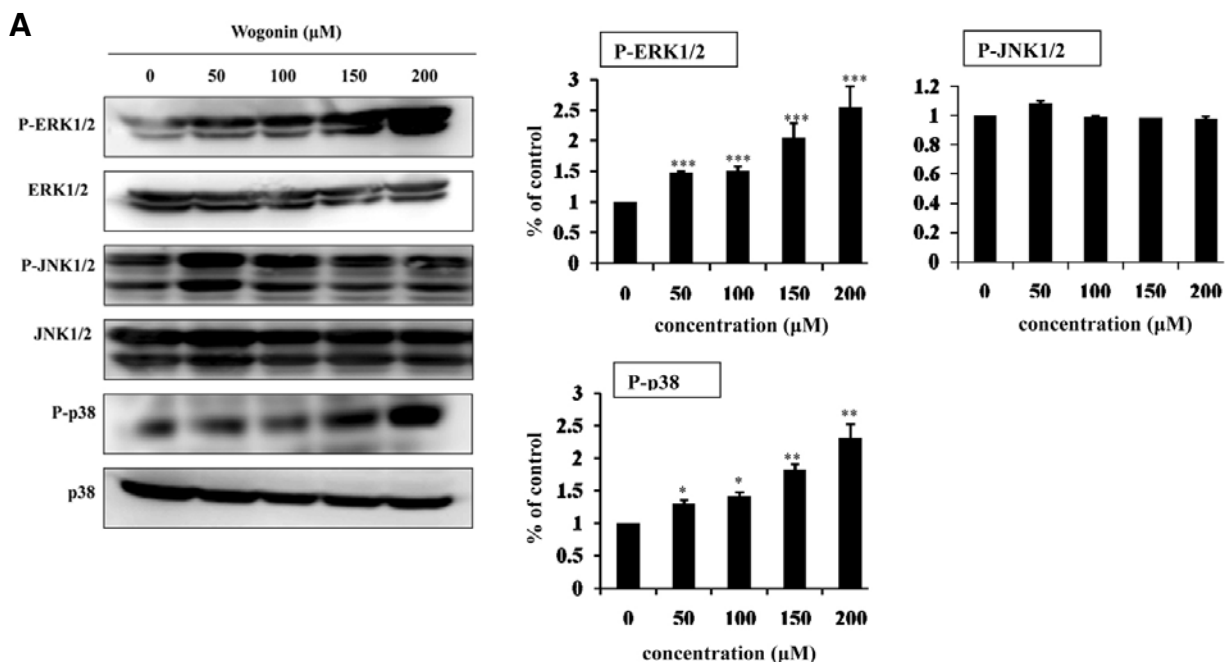 A
Wogonin (μM)
0 50 100 150 200
P-ERK1/2
ERK1/2
P-JNK1/2
JNK1/2
P-p38
p38
P-ERK1/2
% of control
3
2.5
2
1.5
1
0.5
0
***
***
***
***
0 50 100 150 200
concentration (μM)
P-JNK1/2
1.2
1
0.8
0.6
0.4
0.2
0
0 50 100 150 200
concentration (μM)
P-p38
% of control
3
2.5
2
1.5
1
0.5
0
*
*
**
**
0 50 100 150 200
concentration (μM)